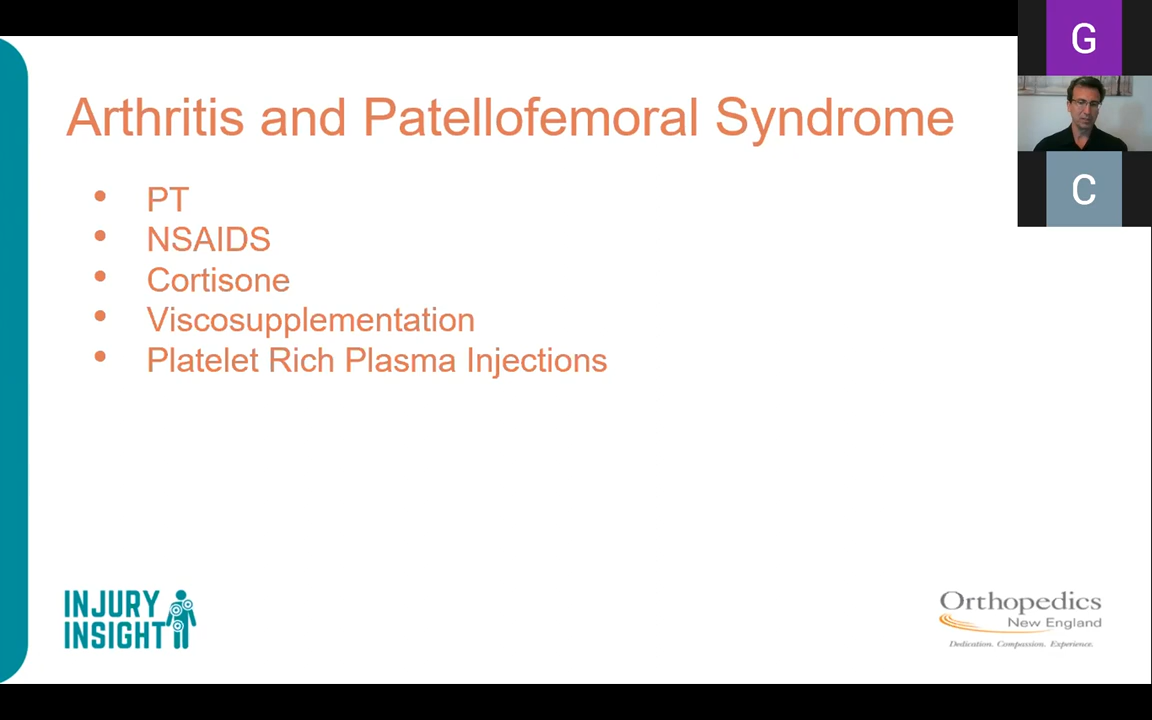 Arthritis and Patellofemoral Syndrome
• PT
• NSAIDS
• Cortisone
• Viscosupplementation
• Platelet Rich Plasma Injections
G
C
INJURY
INSIGHT
Orthopedics
New England
Dedication. Compassion. Experience.